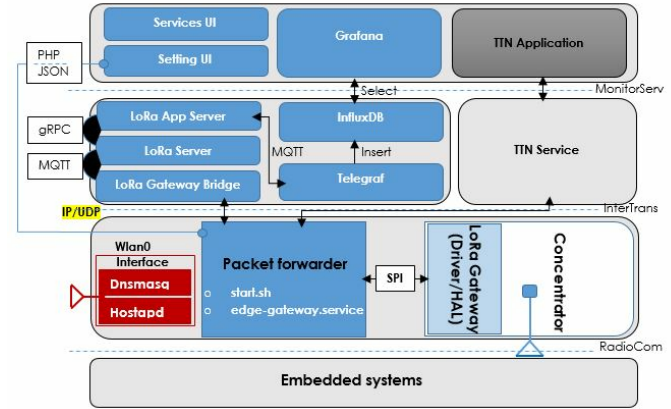 Services UI
Setting UI
Grafana
TTN Application
PHP
JSON
Select
MonitorServ
LoRa App Server
InfluxDB
gRPC
LoRa Server
MQTT
Insert
TTN Service
MQTT
LoRa Gateway Bridge
Telegraf
IP/UDP
InterTrans
Wlan0
Interface
Dnsmasq
Hostapd
Packet forwarder
start.sh
edge-gateway.service
SPI
LoRa Gateway
(Driver/HAL)
Concentrator
RadioCom
Embedded systems